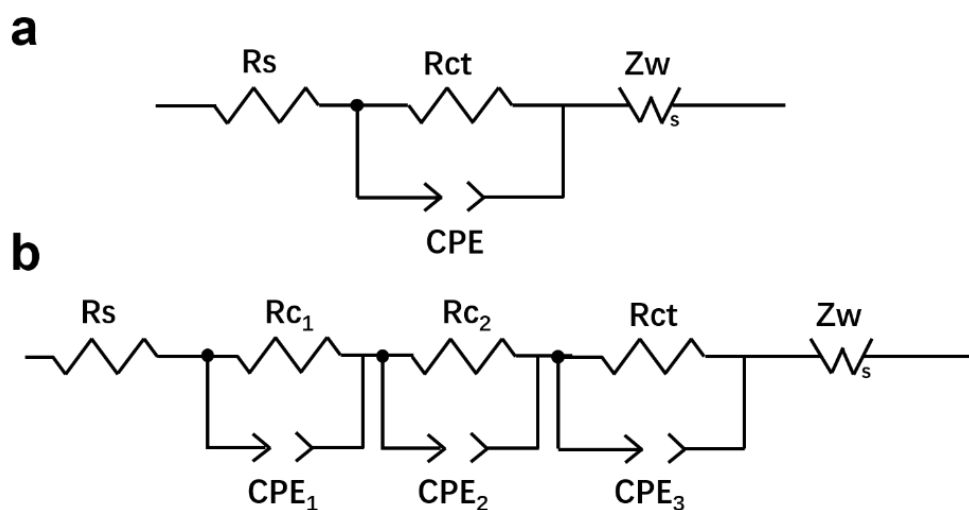 a
Rs Rct Zw
s
CPE
b
Rs Rc₁ Rc₂ Rct Zw
s
CPE₁ CPE₂ CPE₃